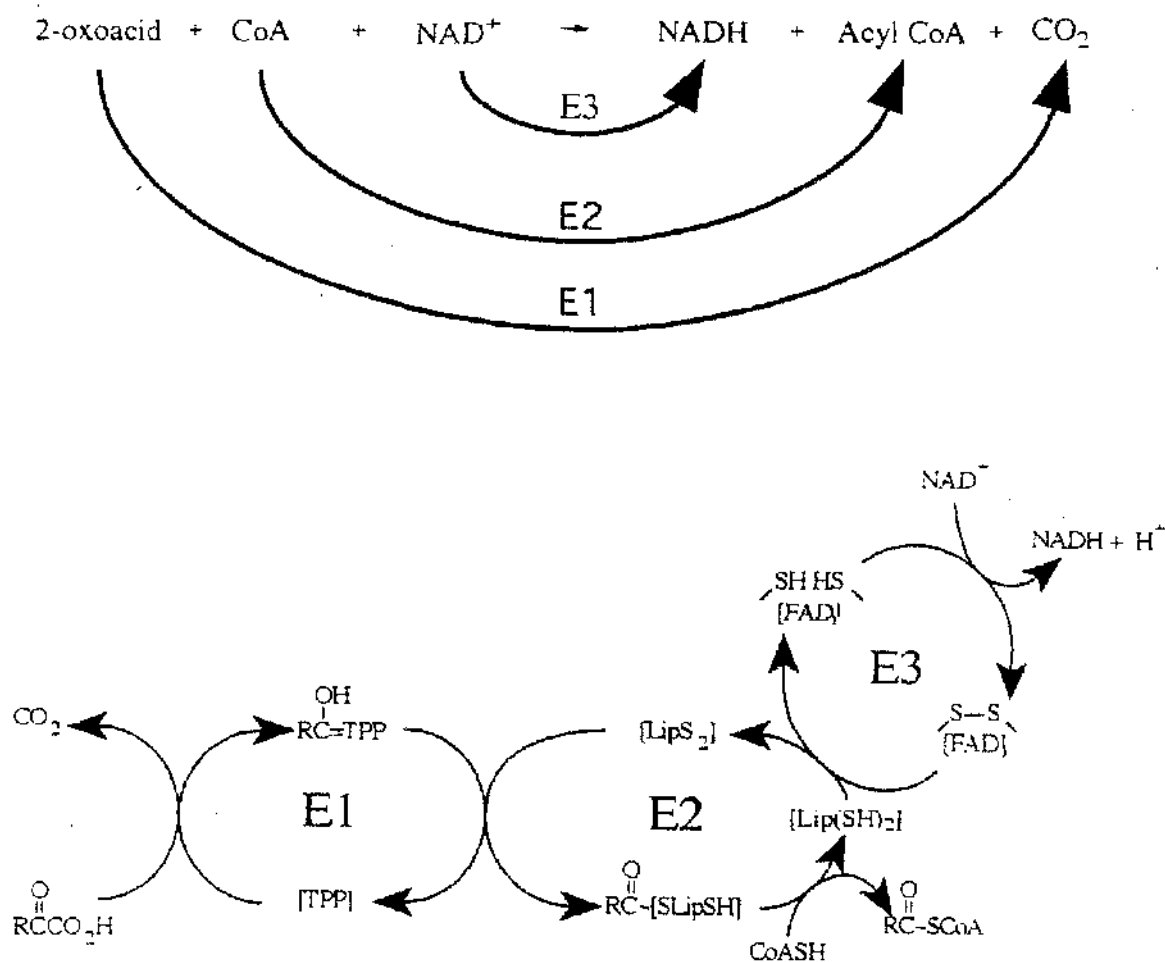 2-oxoacid + CoA + NAD⁺ → NADH + Acyl CoA + CO₂
E3
E2
E1
NAD⁺
NADH + H⁺
SH HS
[FAD]
E3
S—S
[FAD]
CO₂
OH
RC=TPP
[LipS₂]
E1
E2
[Lip(SH)₂]
O
RCCO₂H
[TPP]
O
RC-[SLipSH]
CoASH
O
RC-SCoA